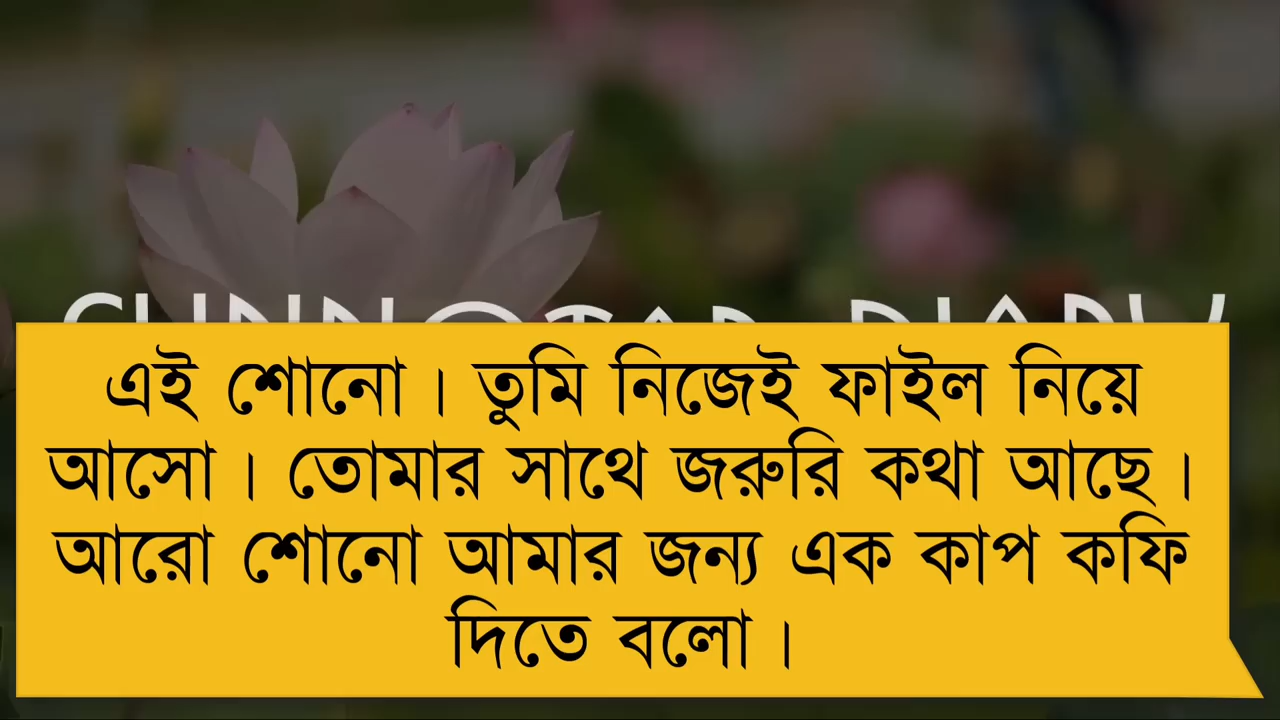 এই শোনো। তুমি নিজেই ফাইল নিয়ে
আসো। তোমার সাথে জরুরি কথা আছে।
আরো শোনো আমার জন্য এক কাপ কফি
দিতে বলো।